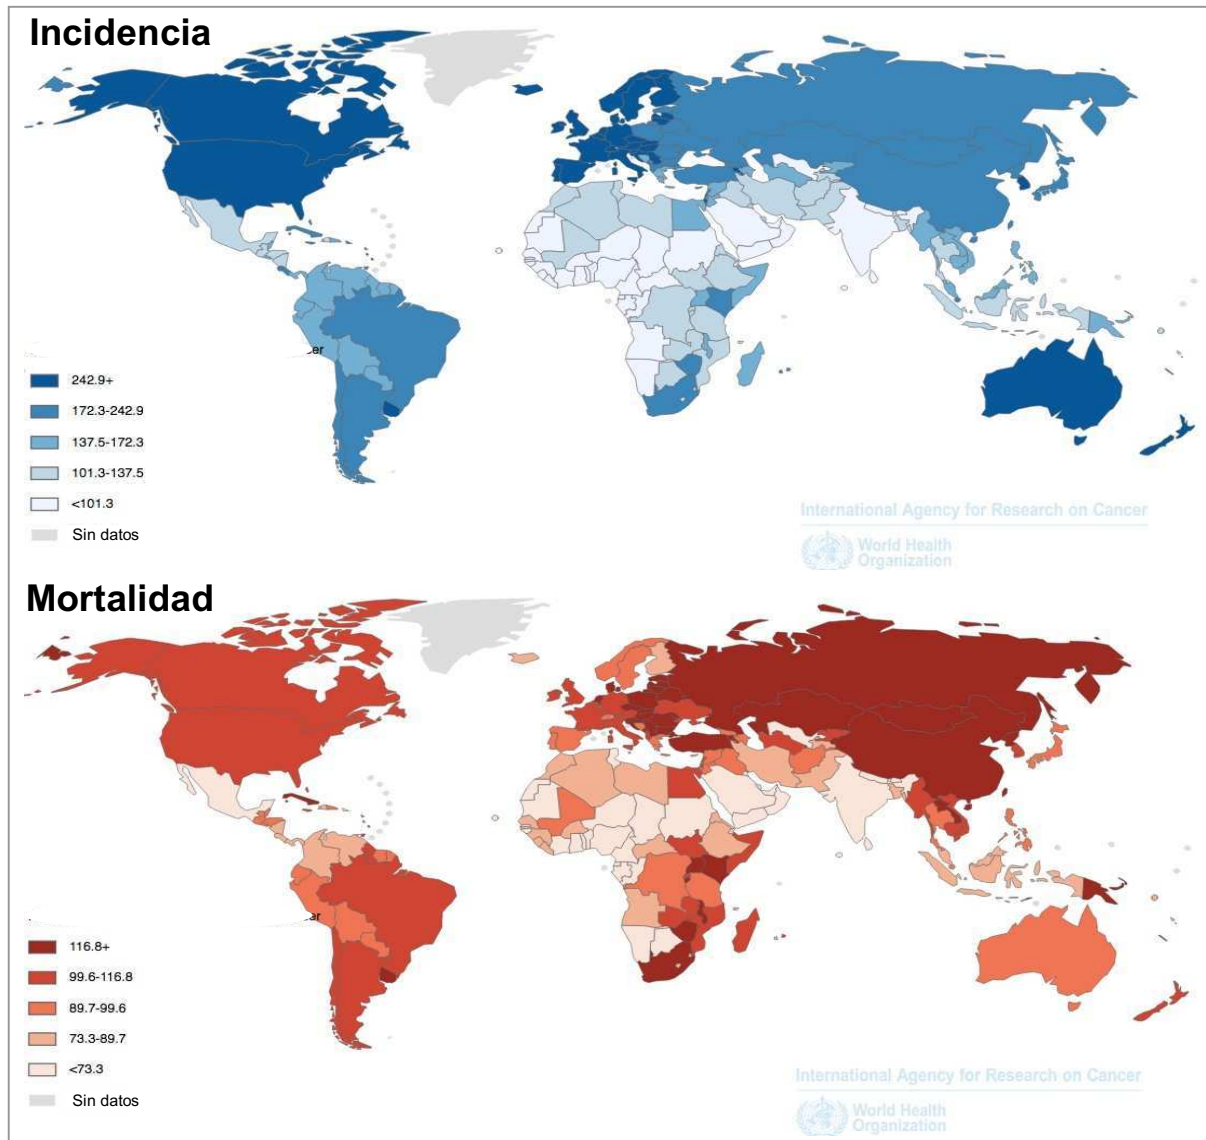 Incidencia
er
242.9+
172.3-242.9
137.5-172.3
101.3-137.5
<101.3
Sin datos
International Agency for Research on Cancer
World Health
Organization
Mortalidad
er
116.8+
99.6-116.8
89.7-99.6
73.3-89.7
<73.3
Sin datos
International Agency for Research on Cancer
World Health
Organization